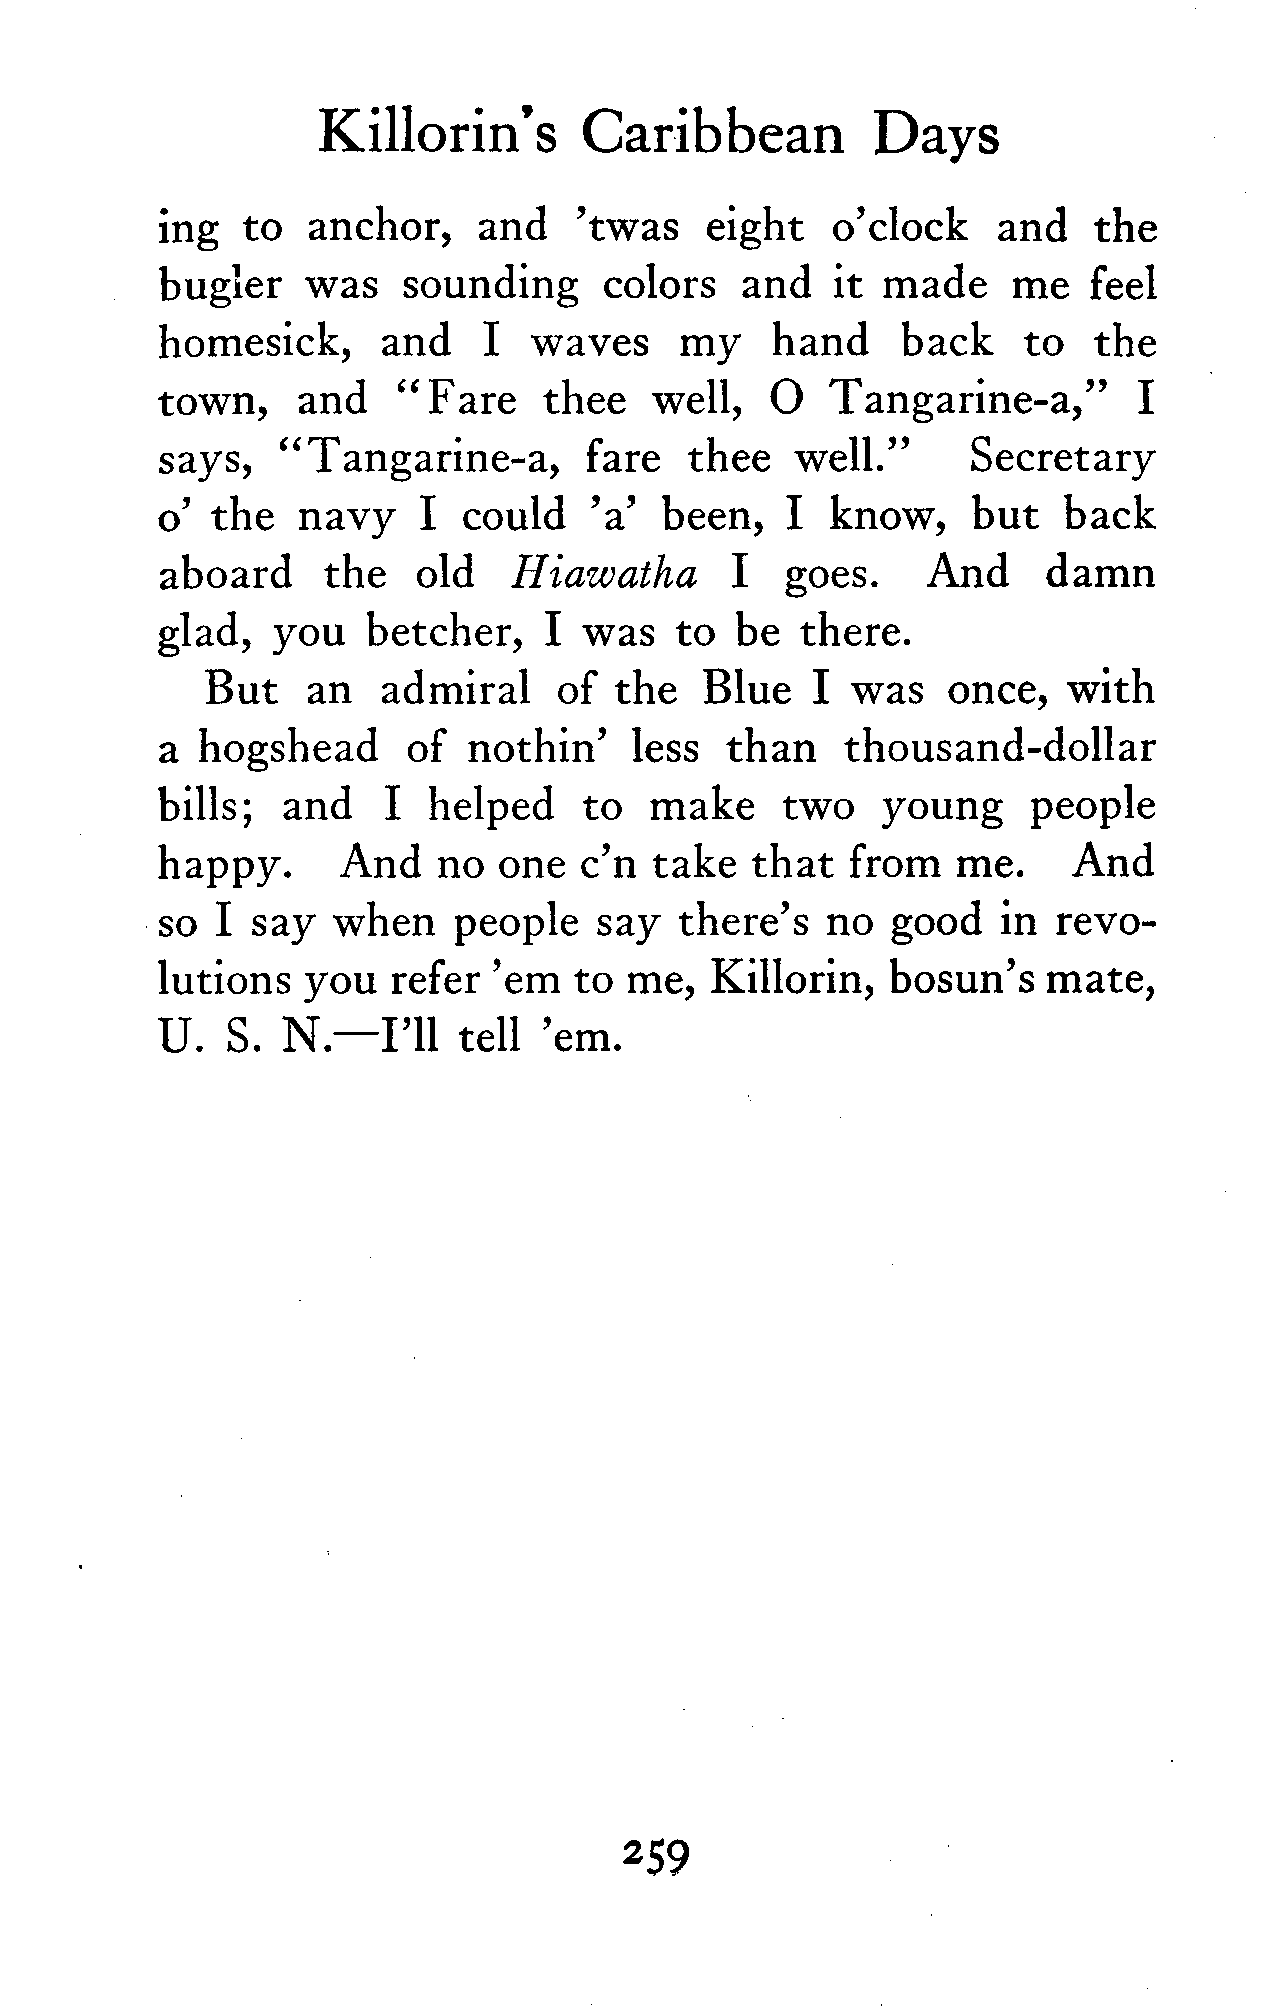 Killorin's Caribbean Days
ing to anchor, and 'twas eight o'clock and the
bugler was sounding colors and it made me feel
homesick, and I waves my hand back to the
town, and "Fare thee well, O Tangarine-a," I
says, "Tangarine-a, fare thee well." Secretary
o' the navy I could 'a' been, I know, but back
aboard the old Hiawatha I goes. And damn
glad, you betcher, I was to be there.
But an admiral of the Blue I was once, with
a hogshead of nothin' less than thousand-dollar
bills; and I helped to make two young people
happy. And no one c'n take that from me. And
so I say when people say there's no good in revo-
lutions you refer 'em to me, Killorin, bosun's mate,
U. S. N.—I'll tell 'em.
259